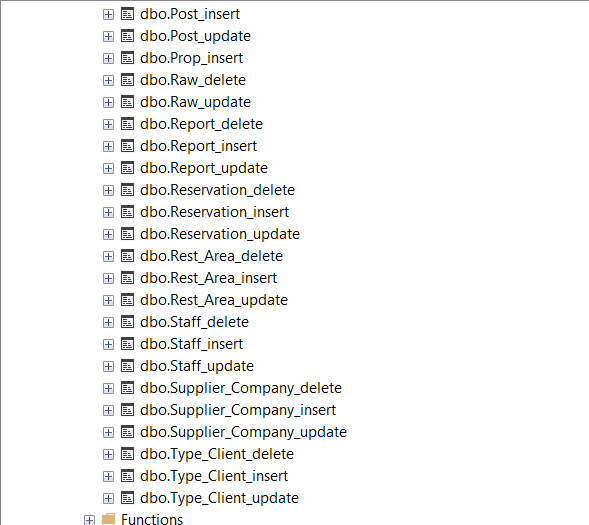 dbo.Post_insert
dbo.Post_update
dbo.Prop_insert
dbo.Raw_delete
dbo.Raw_update
dbo.Report_delete
dbo.Report_insert
dbo.Report_update
dbo.Reservation_delete
dbo.Reservation_insert
dbo.Reservation_update
dbo.Rest_Area_delete
dbo.Rest_Area_insert
dbo.Rest_Area_update
dbo.Staff_delete
dbo.Staff_insert
dbo.Staff_update
dbo.Supplier_Company_delete
dbo.Supplier_Company_insert
dbo.Supplier_Company_update
dbo.Type_Client_delete
dbo.Type_Client_insert
dbo.Type_Client_update
Functions